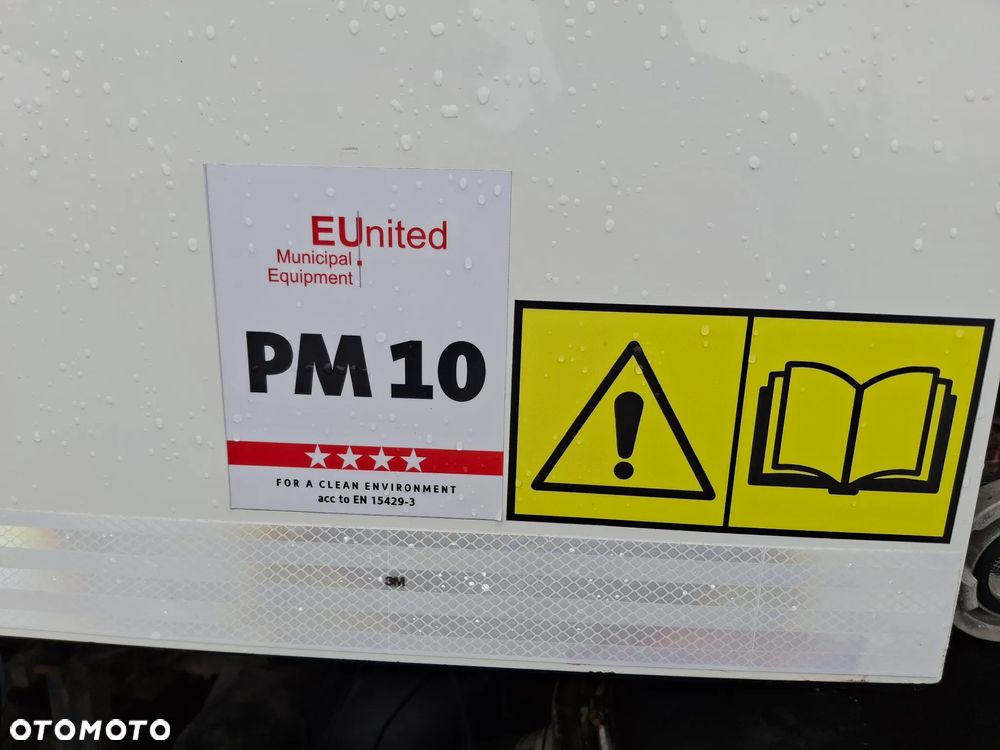 EUnited
Municipal
Equipment
PM 10
FOR A CLEAN ENVIRONMENT
acc to EN 15429-3
3M
OTOMOTO